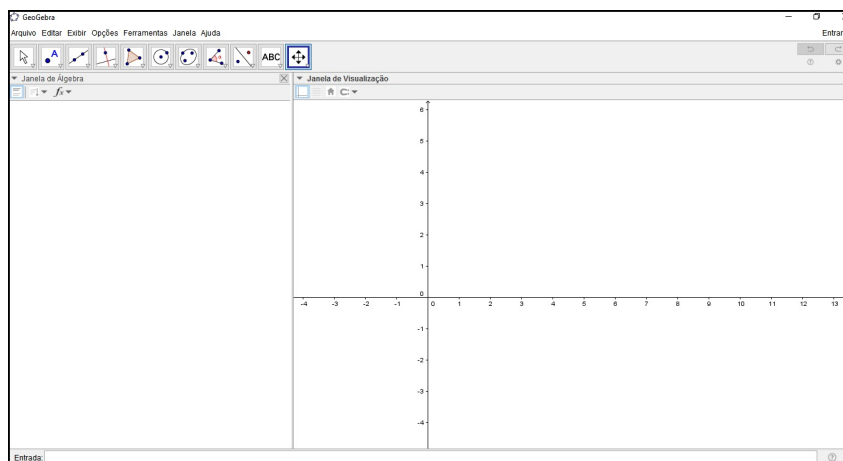 GeoGebra
Arquivo Editar Exibir Opções Ferramentas Janela Ajuda Entrar
A ABC
Janela de Álgebra Janela de Visualização
fx
6
5
4
3
2
1
0
-4 -3 -2 -1 0 1 2 3 4 5 6 7 8 9 10 11 12 13
-1
-2
-3
-4
Entrada: